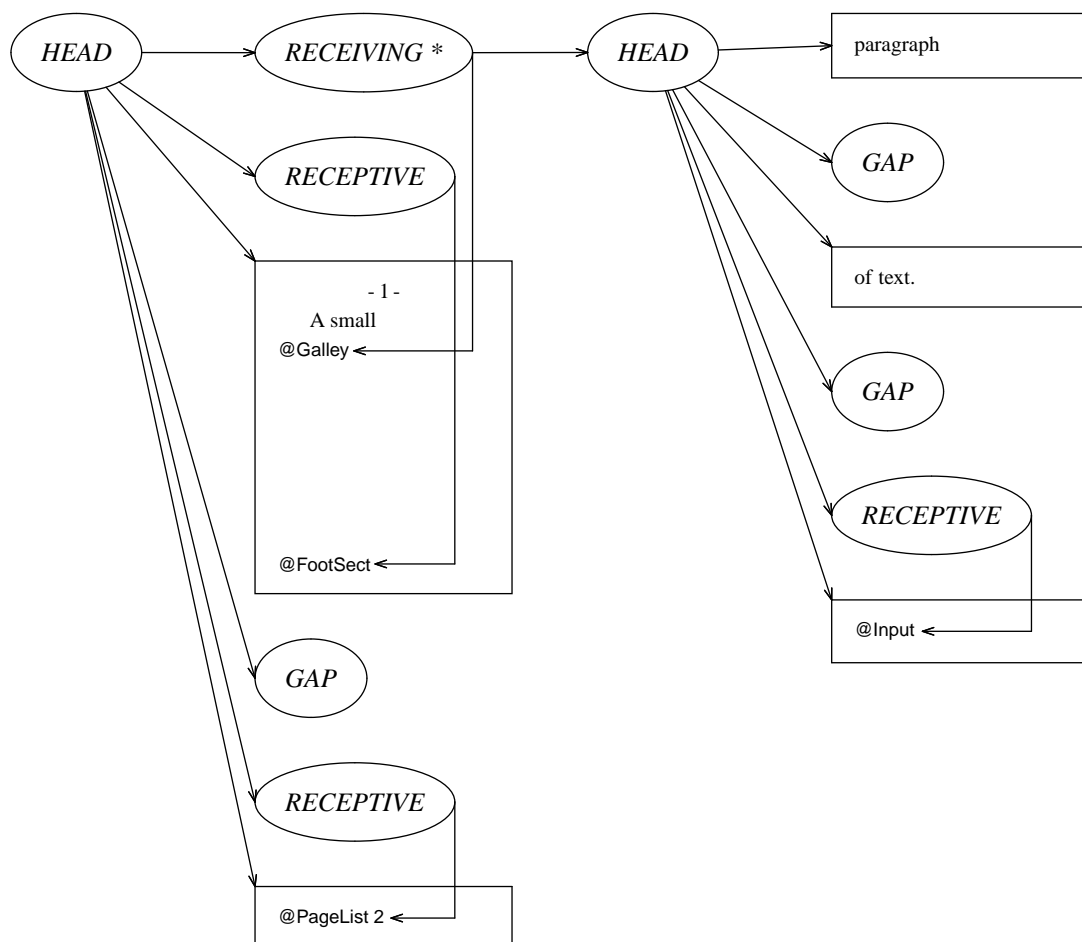 HEAD
RECEIVING *
HEAD
paragraph
RECEPTIVE
GAP
- 1 -
A small
@Galley
of text.
GAP
RECEPTIVE
@FootSect
@Input
GAP
RECEPTIVE
@PageList 2